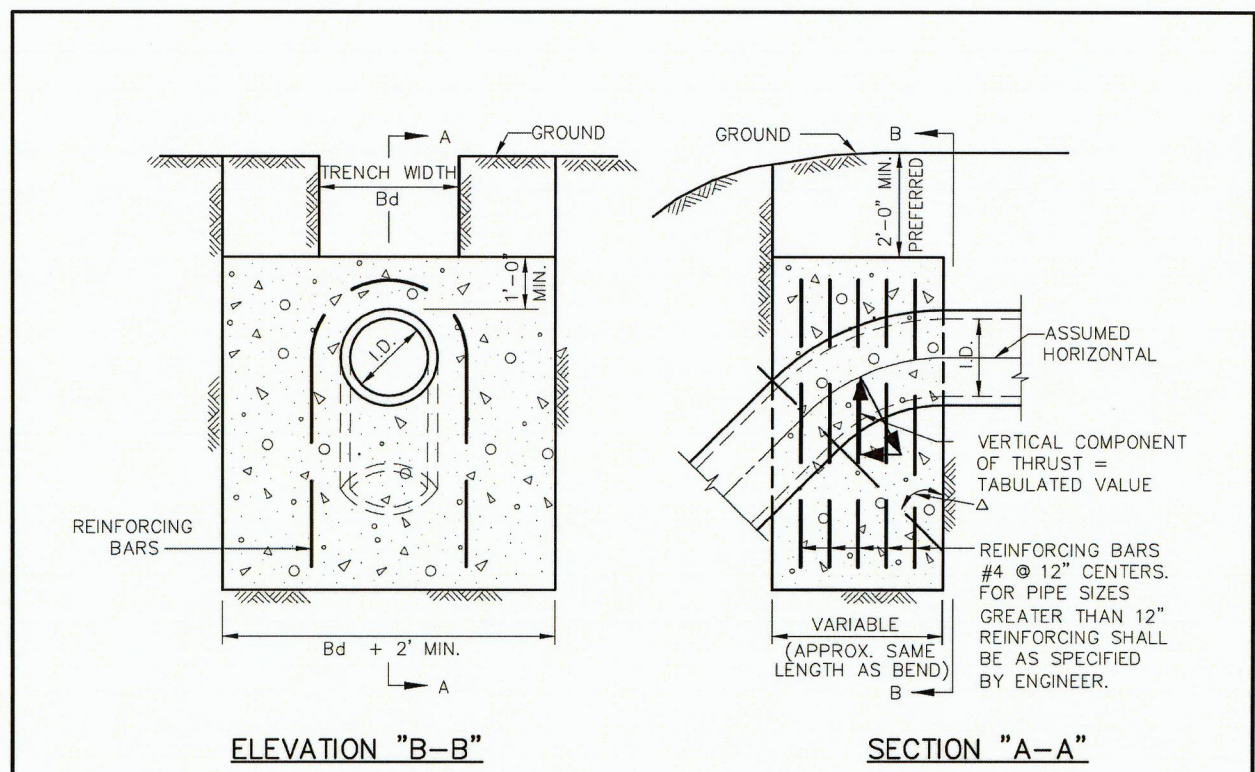 A
GROUND
TRENCH WIDTH
Bd
1'-0"
MIN.
I.D.
REINFORCING
BARS
Bd + 2' MIN.
A
ELEVATION "B-B"
GROUND
B
2'-0" MIN.
PREFERRED
I.D.
ASSUMED
HORIZONTAL
VERTICAL COMPONENT
OF THRUST =
TABULATED VALUE
Δ
REINFORCING BARS
#4 @ 12" CENTERS.
FOR PIPE SIZES
GREATER THAN 12"
REINFORCING SHALL
BE AS SPECIFIED
BY ENGINEER.
VARIABLE
(APPROX. SAME
LENGTH AS BEND)
B
SECTION "A-A"